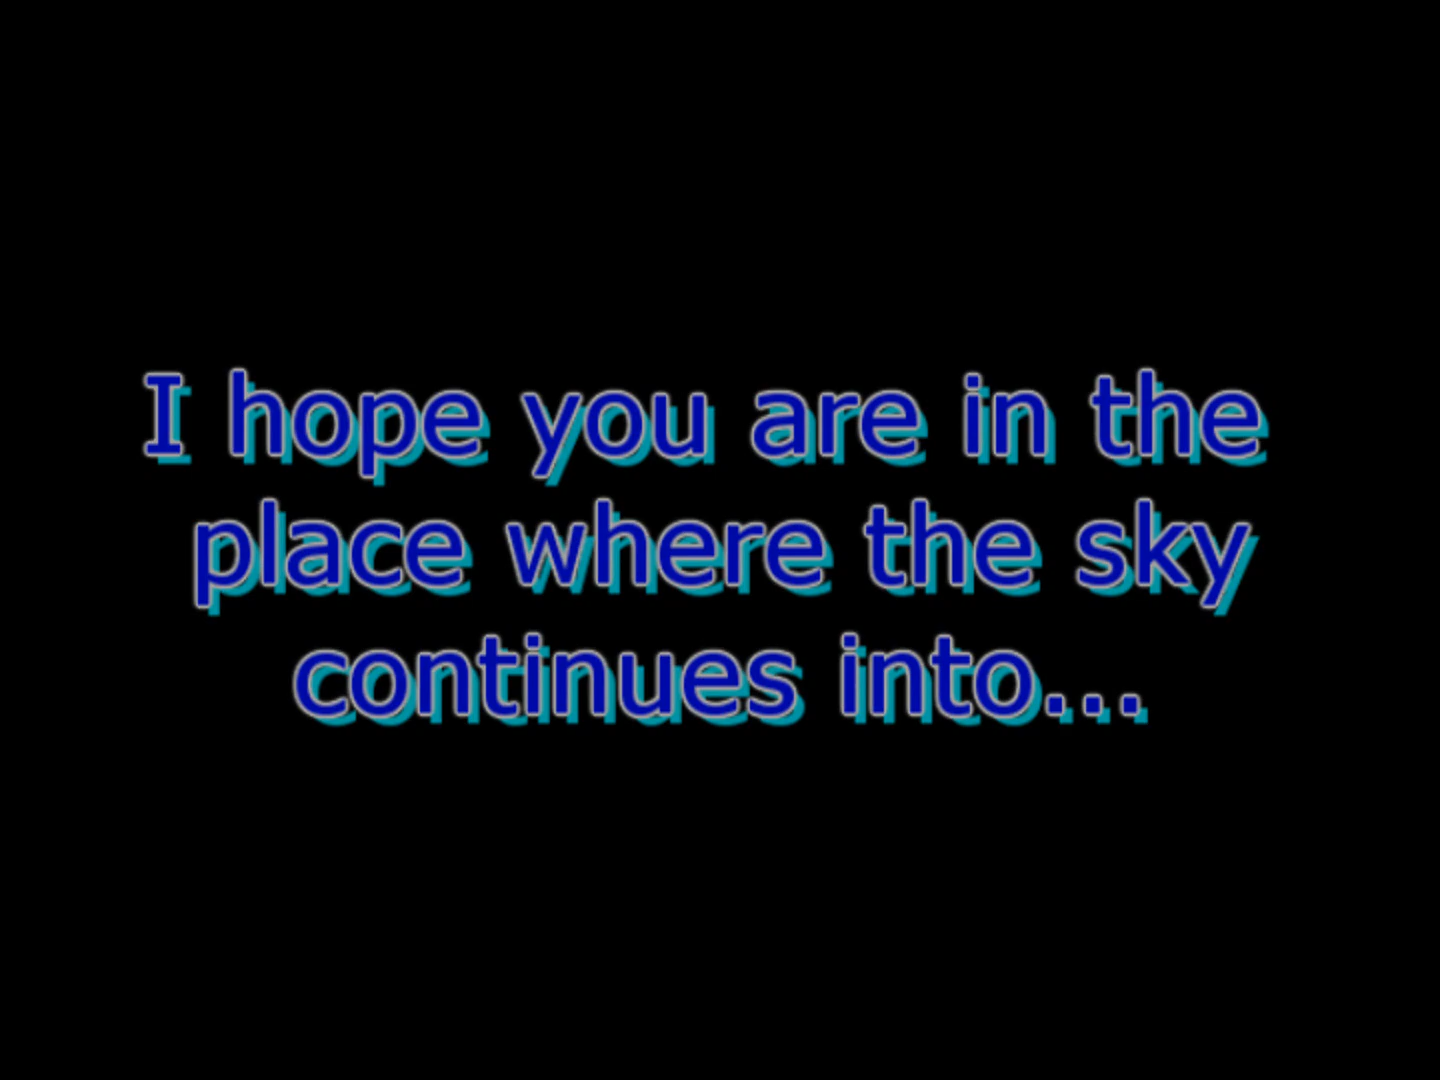 I hope you are in the
place where the sky
continues into...